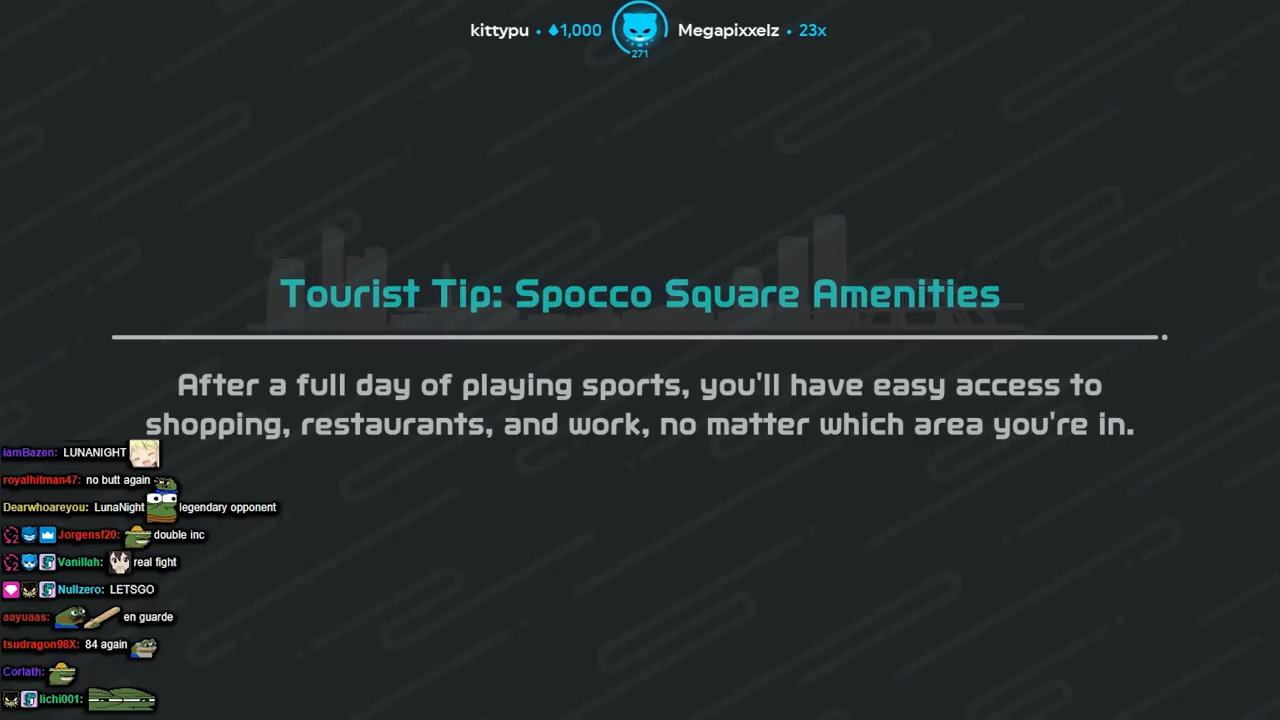 kittypu • 1,000 Megapixxelz • 23x
271
Tourist Tip: Spocco Square Amenities
After a full day of playing sports, you'll have easy access to
shopping, restaurants, and work, no matter which area you're in.
iamBazen: LUNANIGHT
royalhitman47: no butt again
Dearwhoareyou: LunaNight legendary opponent
Jorgensf20: double inc
Vanillah: real fight
Nullzero: LETSGO
aayuaas: en guarde
tsudragon98X: 84 again
Corlath:
lichi001: